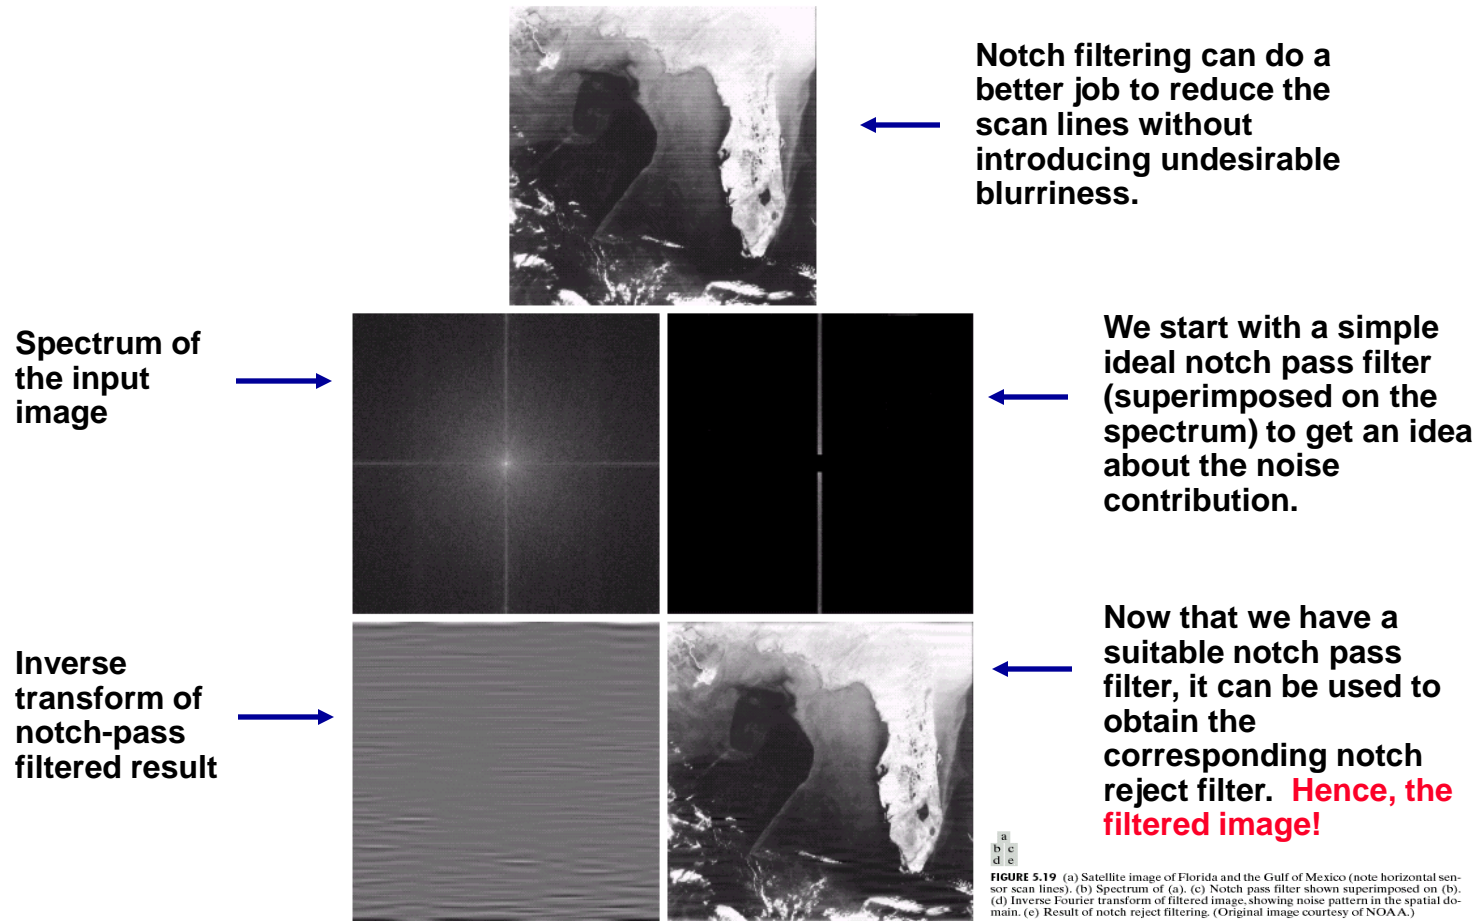 Notch filtering can do a
better job to reduce the
scan lines without
introducing undesirable
blurriness.
Spectrum of
the input
image
We start with a simple
ideal notch pass filter
(superimposed on the
spectrum) to get an idea
about the noise
contribution.
Inverse
transform of
notch-pass
filtered result
Now that we have a
suitable notch pass
filter, it can be used to
obtain the
corresponding notch
reject filter. Hence, the
filtered image!
a
b c
d e
FIGURE 5.19 (a) Satellite image of Florida and the Gulf of Mexico (note horizontal sen-
sor scan lines). (b) Spectrum of (a). (c) Notch pass filter shown superimposed on (b).
(d) Inverse Fourier transform of filtered image, showing noise pattern in the spatial do-
main. (e) Result of notch reject filtering. (Original image courtesy of NOAA.)